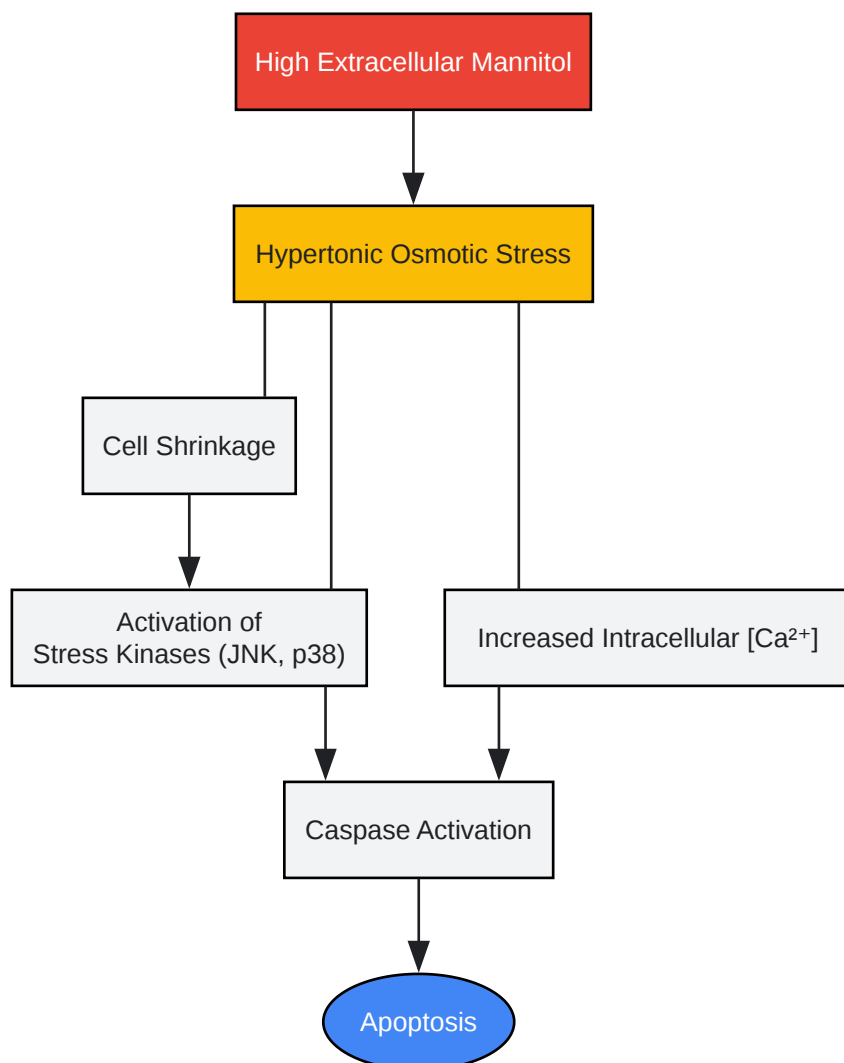 High Extracellular Mannitol
Hypertonic Osmotic Stress
Cell Shrinkage
Activation of
Stress Kinases (JNK, p38)
Increased Intracellular [Ca²⁺]
Caspase Activation
Apoptosis